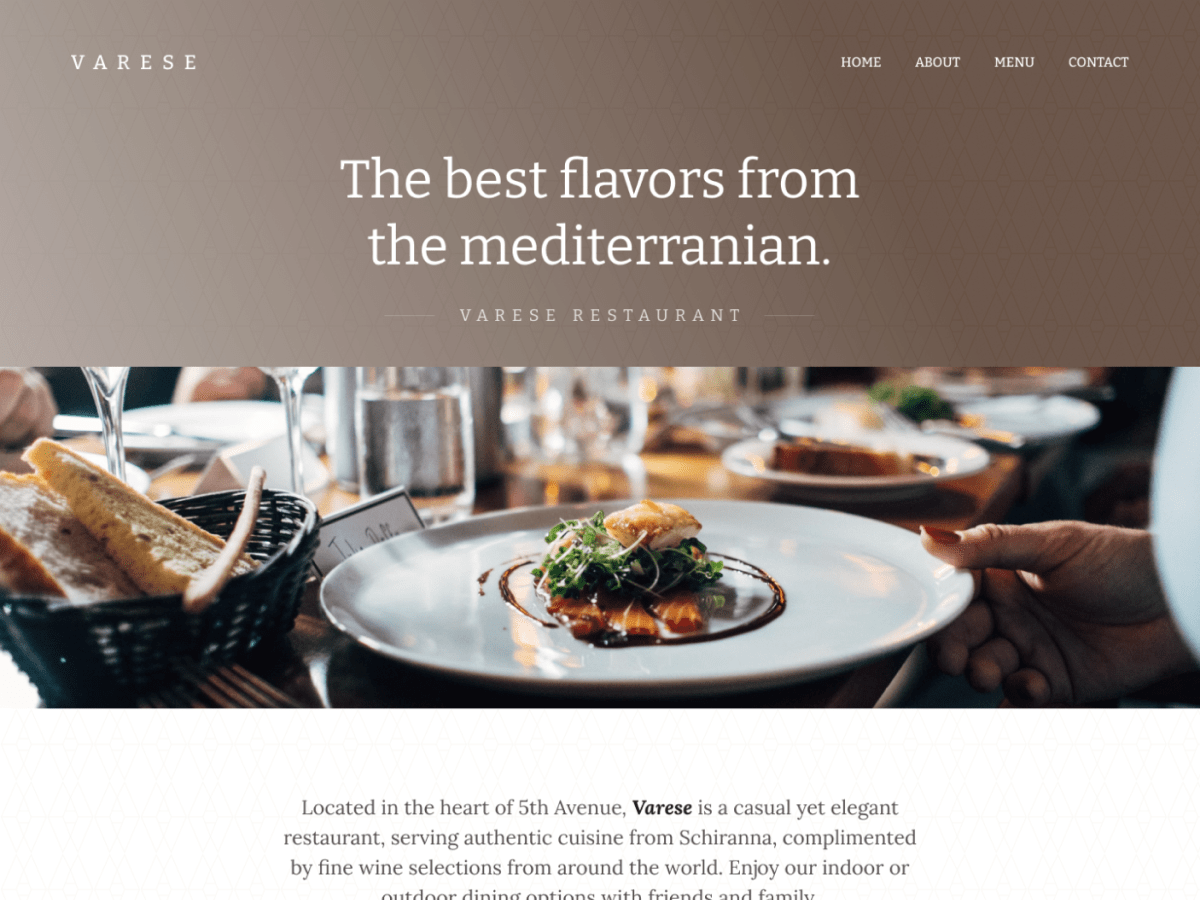 VARESE
HOME ABOUT MENU CONTACT
The best flavors from
the mediterranian.
VARESE RESTAURANT
Located in the heart of 5th Avenue, Varese is a casual yet elegant
restaurant, serving authentic cuisine from Schiranna, complimented
by fine wine selections from around the world. Enjoy our indoor or
outdoor dining options with friends and family.